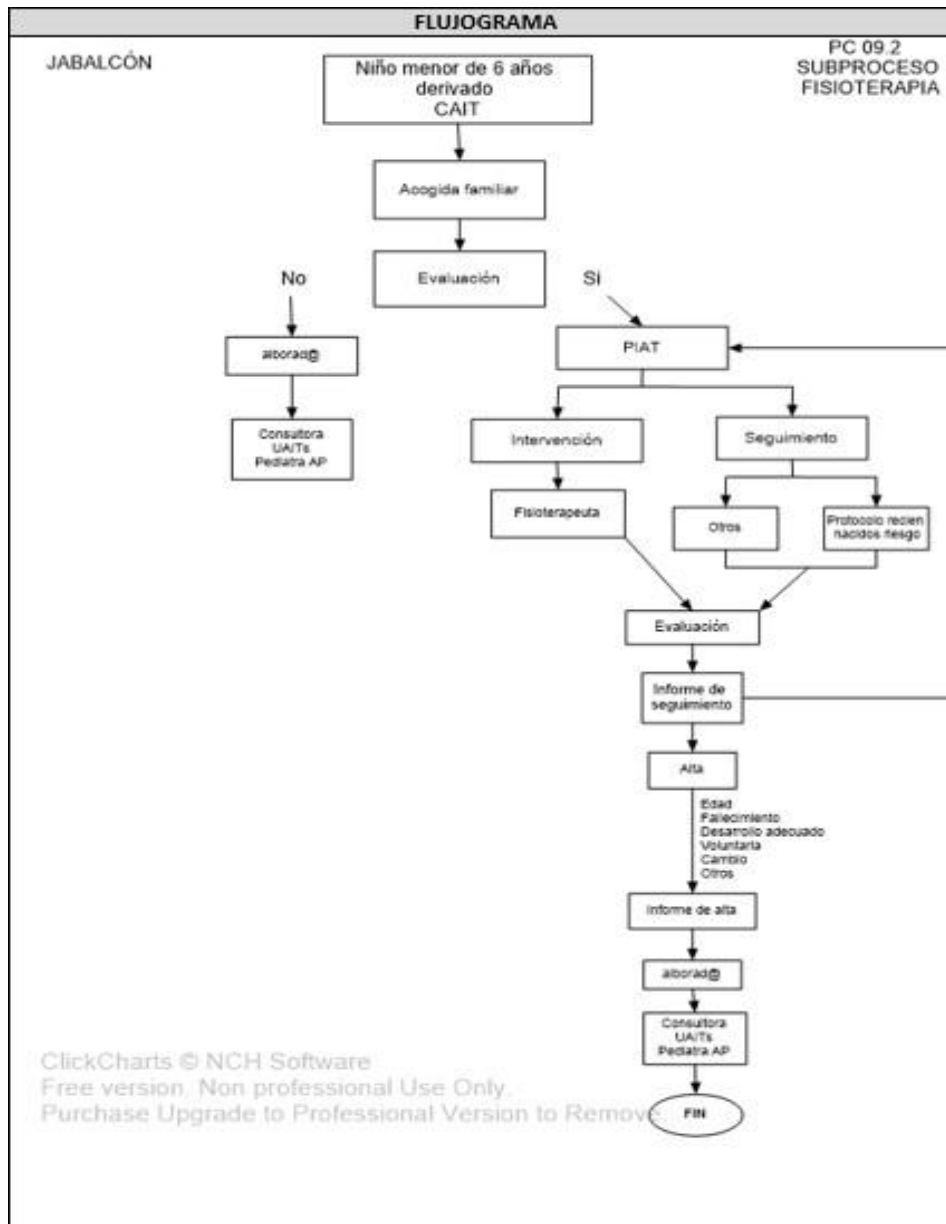 FLUJOGRAMA
JABALCÓN
PC 09.2
SUBPROCESO
FISIOTERAPIA
Niño menor de 6 años
derivado
CAIT
Acogida familiar
Evaluación
No
Si
alborad@
PIAT
Consultora
UAITs
Pediatra AP
Intervención
Seguimiento
Fisioterapeuta
Otros
Protocolo recien
nacidos riesgo
Evaluación
Informe de
seguimiento
Alta
Edad
Fallecimiento
Desarrollo adecuado
Voluntaria
Cambio
Otros
Informe de alta
alborad@
Consultora
UAITs
Pediatra AP
FIN
ClickCharts © NCH Software
Free version. Non professional Use Only.
Purchase Upgrade to Professional Version to Remove